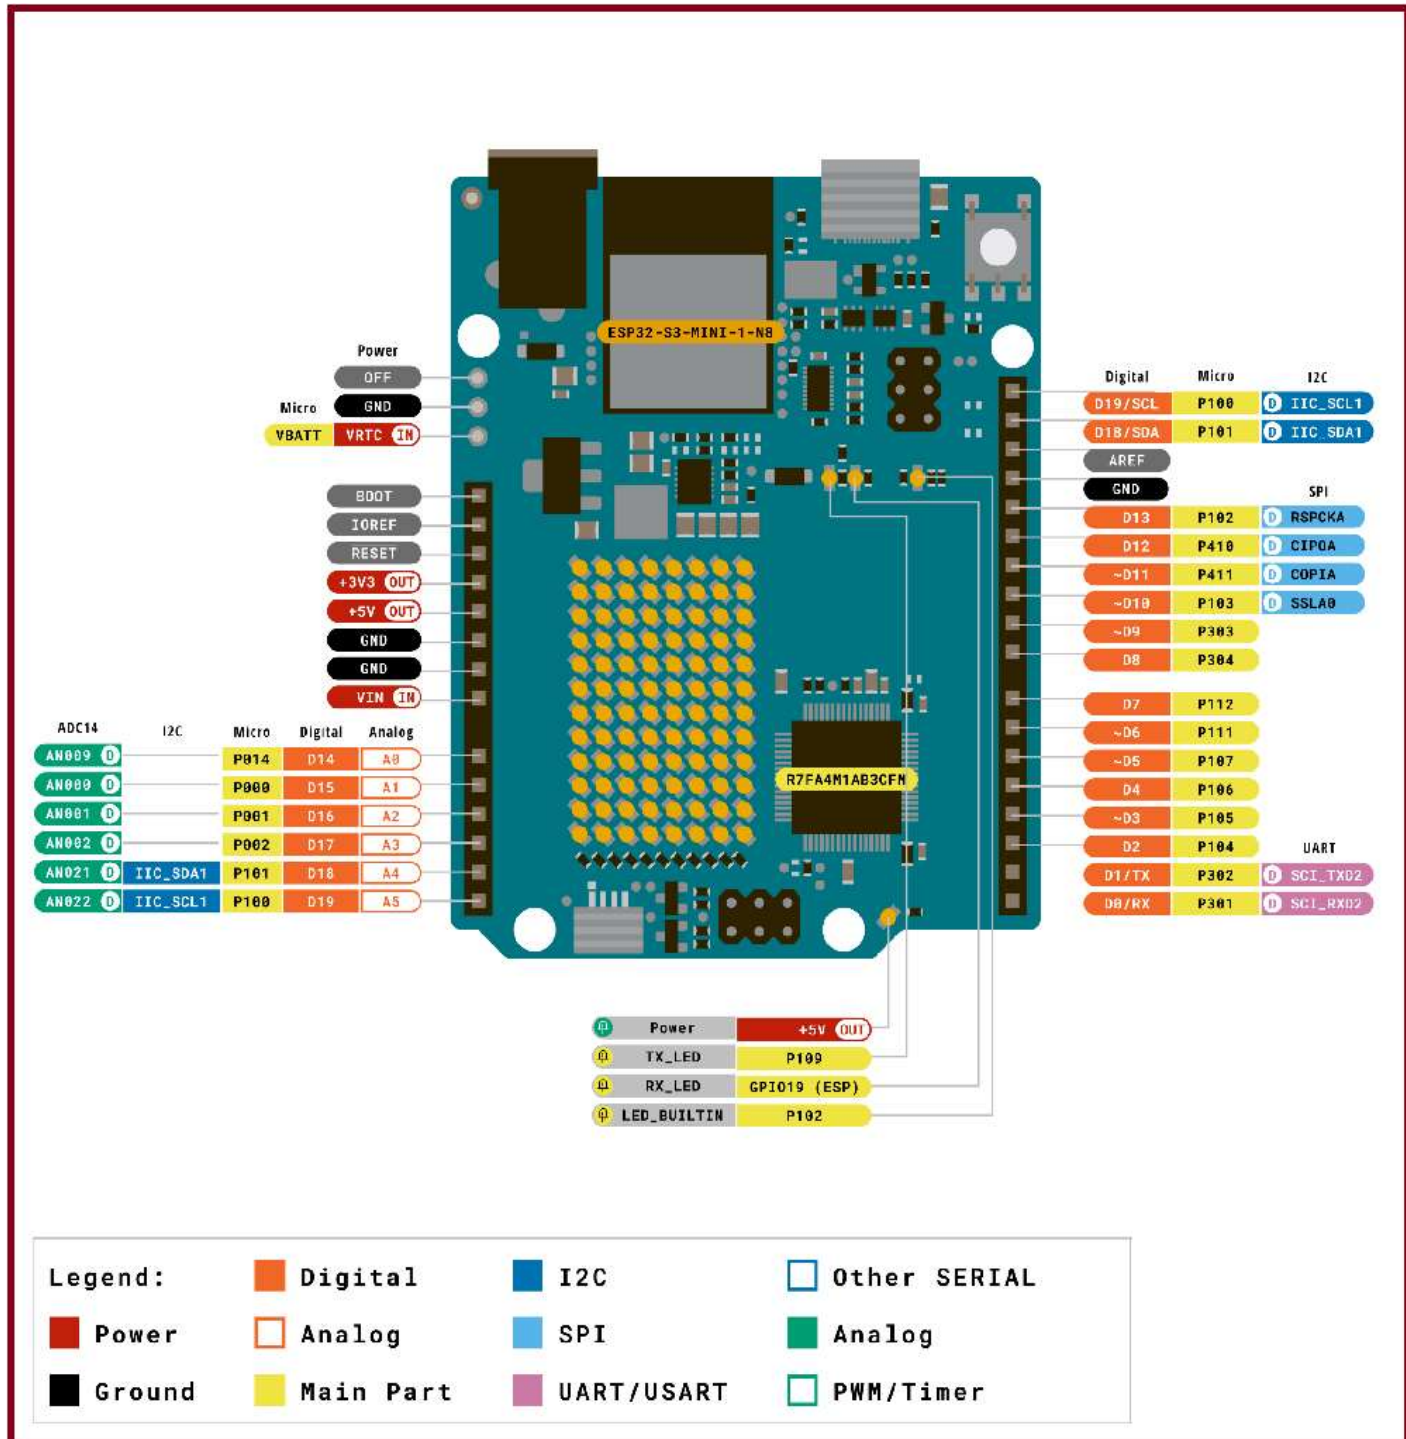 ESP32-S3-MINI-1-N8
Power
OFF
Micro GND
VBATT VRTC IN
BOOT
IOREF
RESET
+3V3 OUT
+5V OUT
GND
GND
VIN IN
ADC14 I2C Micro Digital Analog
AN009 D P014 D14 A0
AN000 D P000 D15 A1
AN001 D P001 D16 A2
AN002 D P002 D17 A3
AN021 D IIC_SDA1 P101 D18 A4
AN022 D IIC_SCL1 P100 D19 A5
R7FA4M1AB3CFM
Digital Micro I2C
D19/SCL P100 D IIC_SCL1
D18/SDA P101 D IIC_SDA1
AREF
GND
SPI
D13 P102 D RSPCKA
D12 P410 D CIPOA
~D11 P411 D COPIA
~D10 P103 D SSLA0
~D9 P303
D8 P304
D7 P112
~D6 P111
~D5 P107
D4 P106
~D3 P105
D2 P104
UART
D1/TX P302 D SCI_TXD2
D0/RX P301 D SCI_RXD2
Power +5V OUT
TX_LED P109
RX_LED GPIO19 (ESP)
LED_BUILTIN P102
Legend: Digital I2C Other SERIAL
Power Analog SPI Analog
Ground Main Part UART/USART PWM/Timer